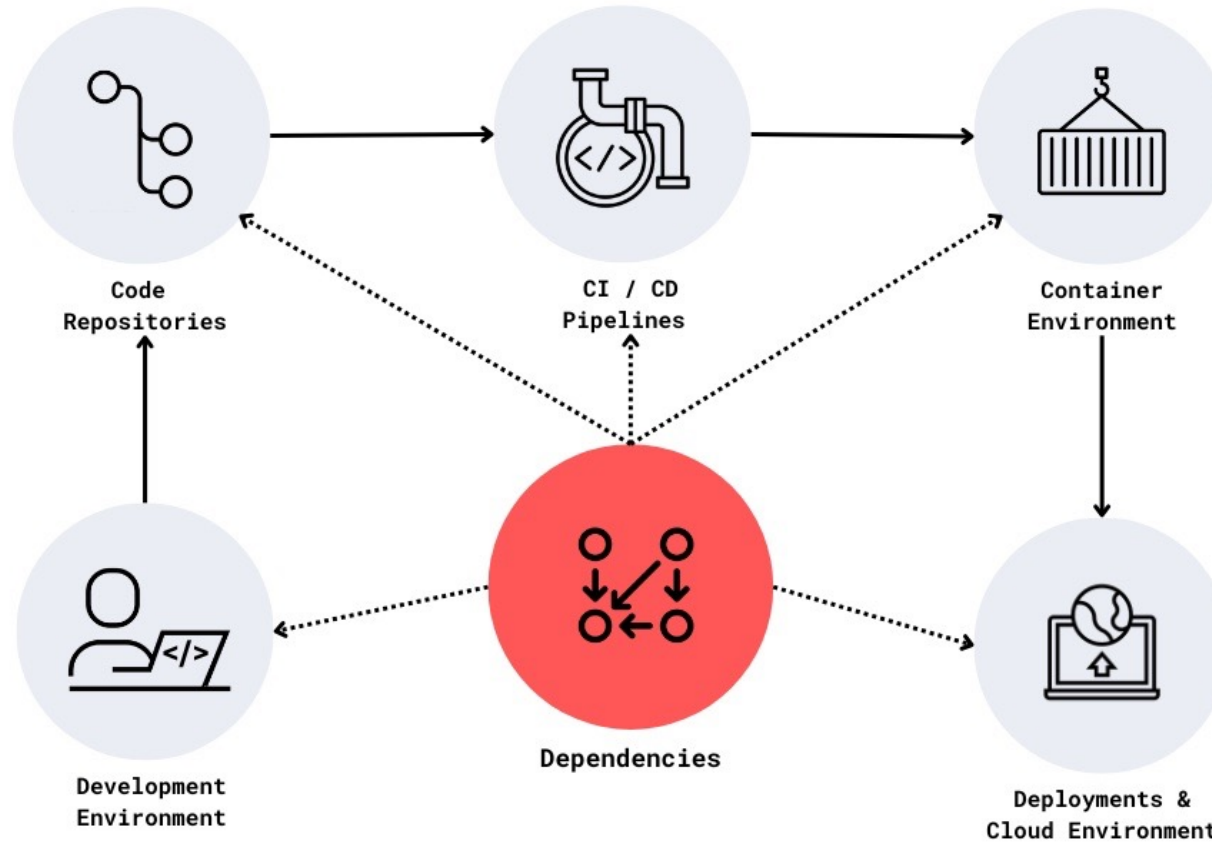 </>
Code
Repositories
CI / CD
Pipelines
Container
Environment
</>
Development
Environment
Dependencies
Deployments &
Cloud Environment